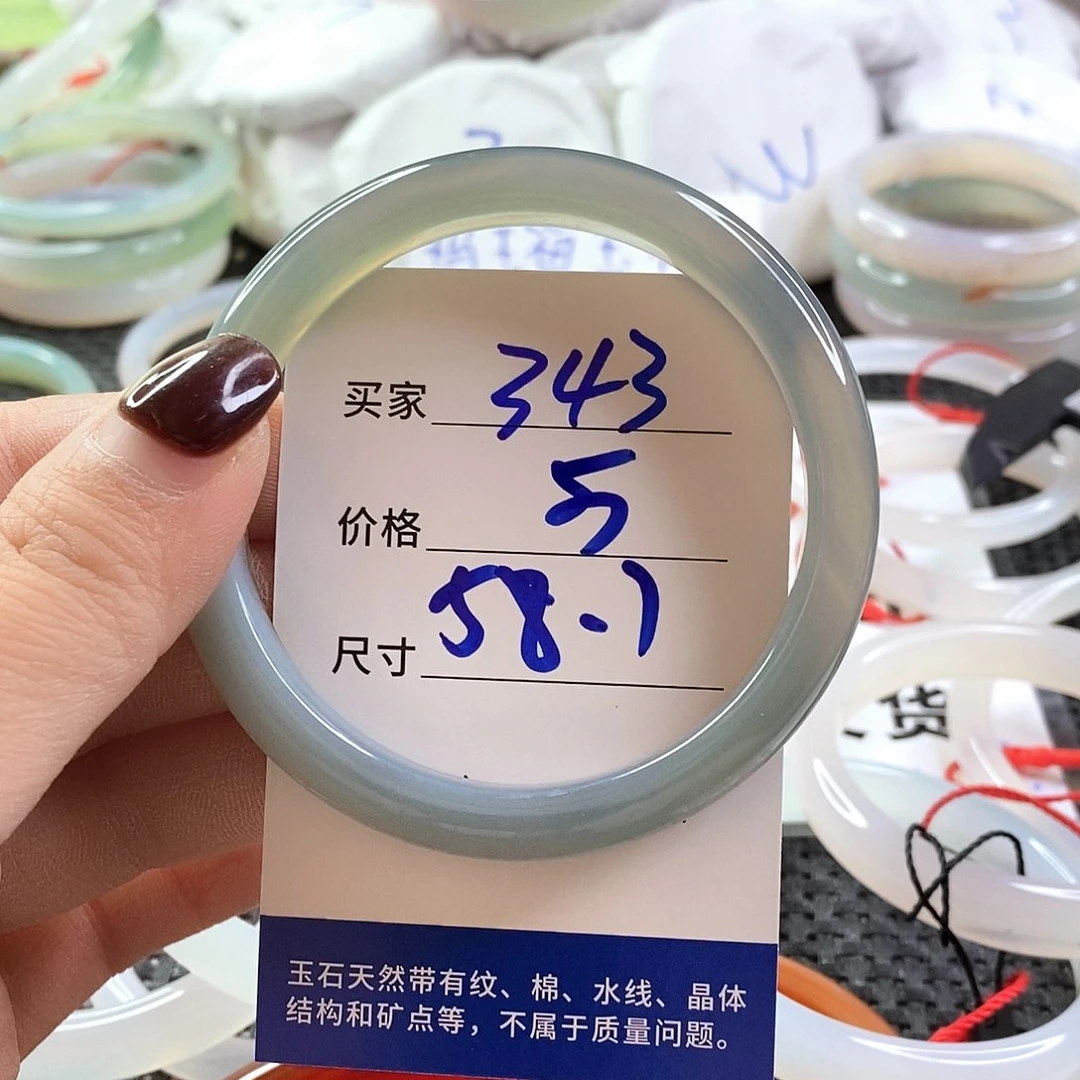 买家 343
价格 5
尺寸 58.1
玉石天然带有纹、棉、水线、晶体
结构和矿点等，不属于质量问题。
货